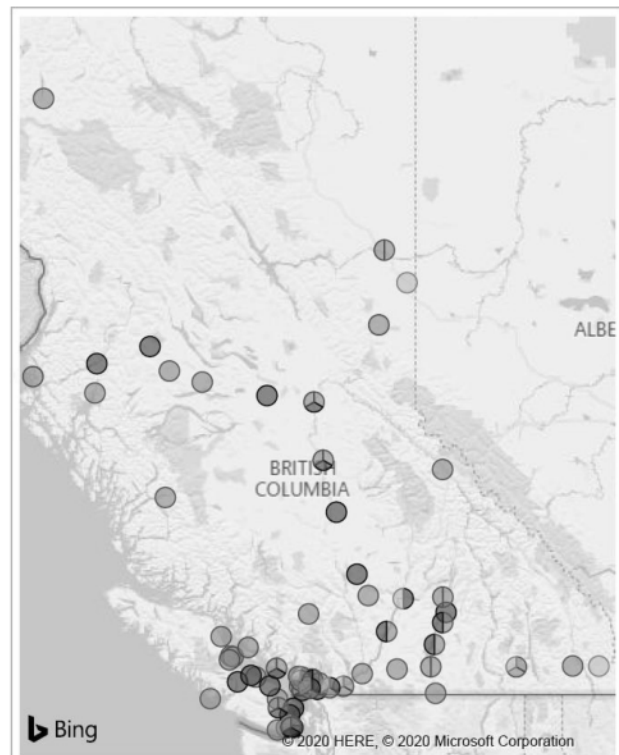 ALBE
BRITISH
COLUMBIA
Bing
© 2020 HERE, © 2020 Microsoft Corporation